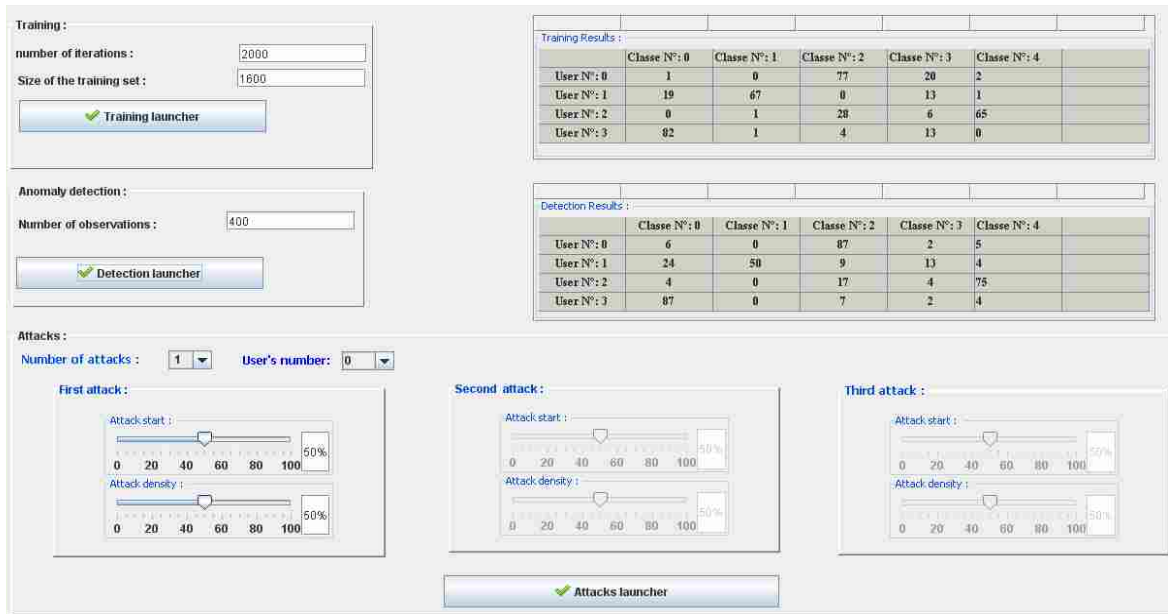 Training :
number of iterations :
2000
Size of the training set :
1600
Training launcher
Training Results :
Classe N°: 0 Classe N°: 1 Classe N°: 2 Classe N°: 3 Classe N°: 4
User N°: 0 1 0 77 20 2
User N°: 1 19 67 0 13 1
User N°: 2 0 1 28 6 65
User N°: 3 82 1 4 13 0
Anomaly detection :
Number of observations :
400
Detection launcher
Detection Results :
Classe N°: 0 Classe N°: 1 Classe N°: 2 Classe N°: 3 Classe N°: 4
User N°: 0 6 0 87 2 5
User N°: 1 24 50 9 13 4
User N°: 2 4 0 17 4 75
User N°: 3 87 0 7 2 4
Attacks :
Number of attacks : 1 User's number: 0
First attack :
Attack start :
50%
0 20 40 60 80 100
Attack density :
50%
0 20 40 60 80 100
Second attack :
Attack start :
50%
0 20 40 60 80 100
Attack density :
50%
0 20 40 60 80 100
Third attack :
Attack start :
50%
0 20 40 60 80 100
Attack density :
50%
0 20 40 60 80 100
Attacks launcher